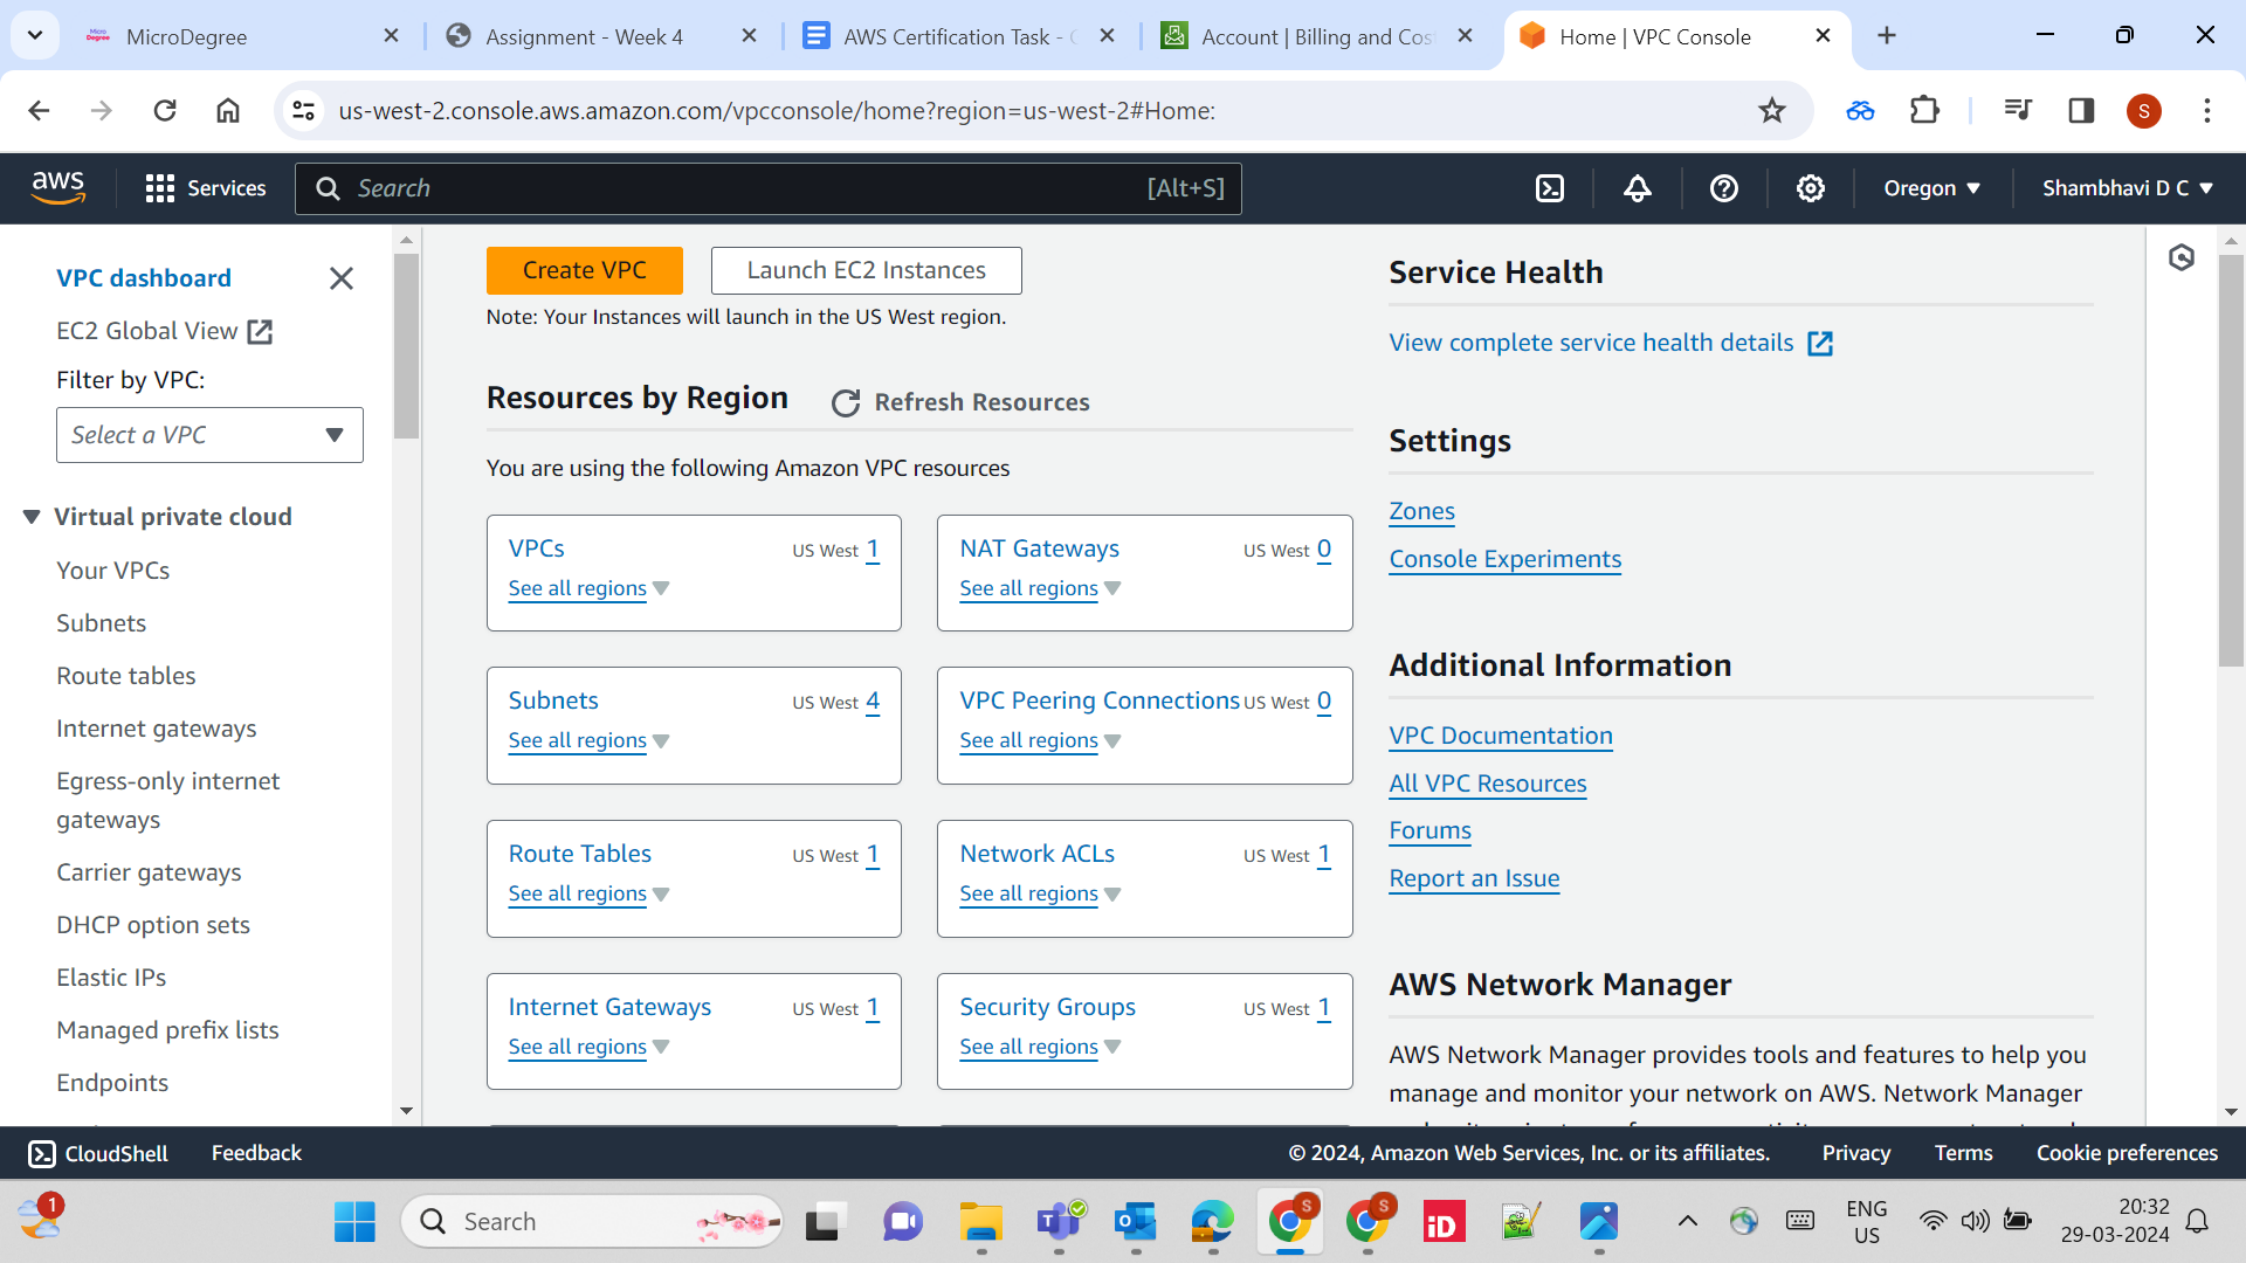 MicroDegree
Assignment - Week 4
AWS Certification Task -
Account | Billing and Cos
Home | VPC Console
us-west-2.console.aws.amazon.com/vpcconsole/home?region=us-west-2#Home:
S
aws
Services
Search
[Alt+S]
Oregon
Shambhavi D C
VPC dashboard
EC2 Global View
Filter by VPC:
Select a VPC
Virtual private cloud
Your VPCs
Subnets
Route tables
Internet gateways
Egress-only internet
gateways
Carrier gateways
DHCP option sets
Elastic IPs
Managed prefix lists
Endpoints
Create VPC
Launch EC2 Instances
Note: Your Instances will launch in the US West region.
Resources by Region
Refresh Resources
You are using the following Amazon VPC resources
VPCs US West 1
See all regions
NAT Gateways US West 0
See all regions
Subnets US West 4
See all regions
VPC Peering Connections US West 0
See all regions
Route Tables US West 1
See all regions
Network ACLs US West 1
See all regions
Internet Gateways US West 1
See all regions
Security Groups US West 1
See all regions
Service Health
View complete service health details
Settings
Zones
Console Experiments
Additional Information
VPC Documentation
All VPC Resources
Forums
Report an Issue
AWS Network Manager
AWS Network Manager provides tools and features to help you
manage and monitor your network on AWS. Network Manager
CloudShell
Feedback
© 2024, Amazon Web Services, Inc. or its affiliates.
Privacy
Terms
Cookie preferences
1
Search
S
S
iD
ENG
US
20:32
29-03-2024